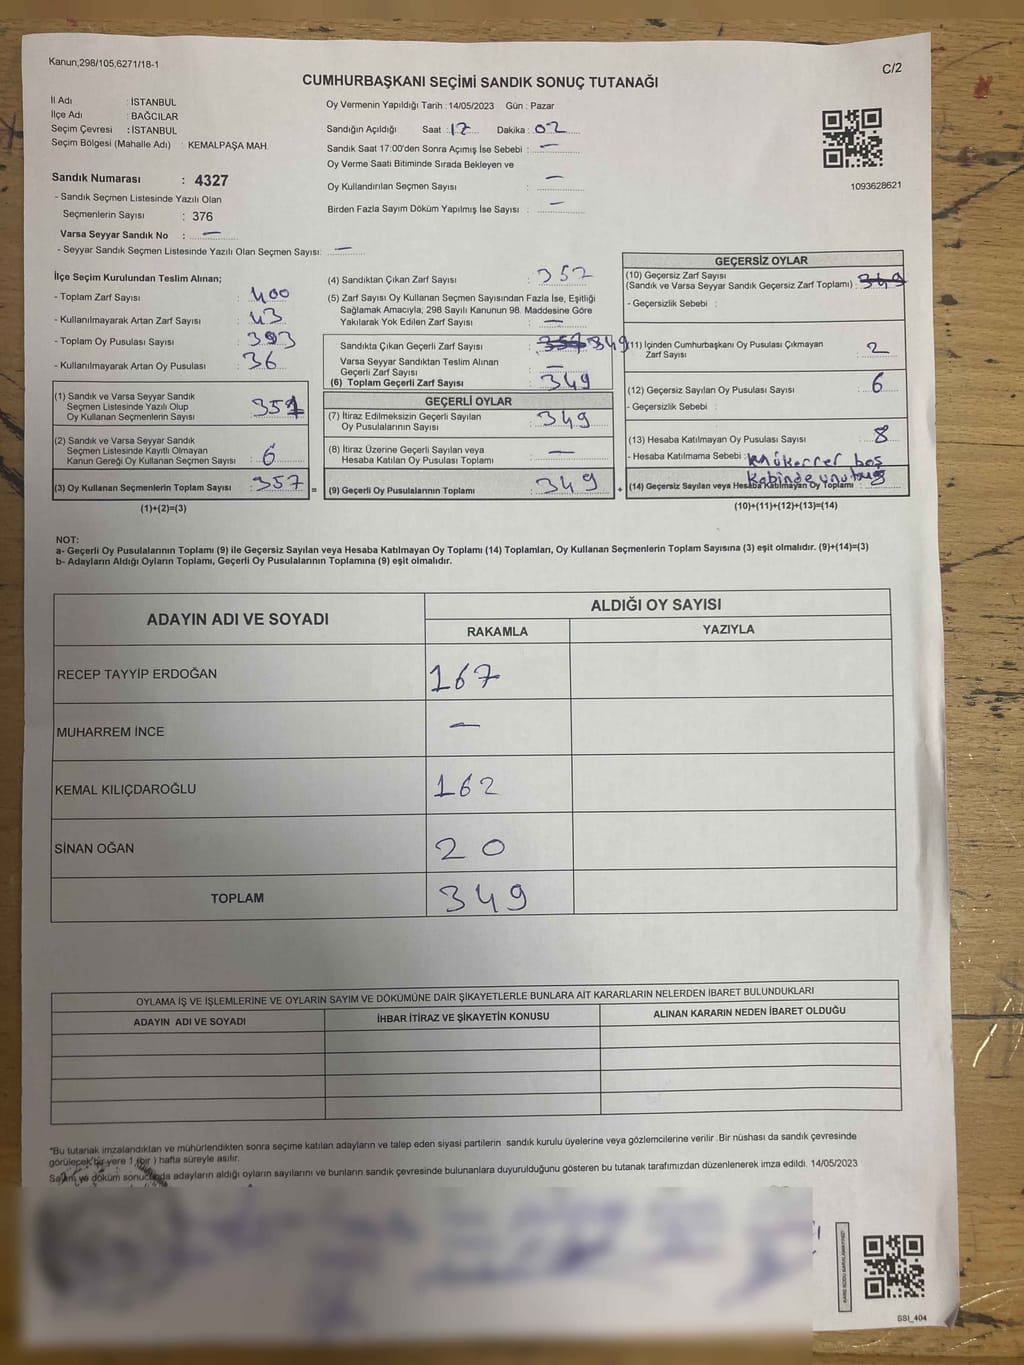 Kanun,298/105,6271/18-1
C/2
CUMHURBAŞKANI SEÇİMİ SANDIK SONUÇ TUTANAĞI
İl Adı : İSTANBUL
İlçe Adı : BAĞCILAR
Seçim Çevresi : İSTANBUL
Seçim Bölgesi (Mahalle Adı) : KEMALPAŞA MAH.
Oy Vermenin Yapıldığı Tarih : 14/05/2023 Gün : Pazar
Sandığın Açıldığı Saat : 17 Dakika : 02
Sandık Saat 17:00'den Sonra Açımış İse Sebebi : —
Oy Verme Saati Bitiminde Sırada Bekleyen ve
Oy Kullandırılan Seçmen Sayısı : —
Birden Fazla Sayım Döküm Yapılmış İse Sayısı : —
1093628621
Sandık Numarası : 4327
- Sandık Seçmen Listesinde Yazılı Olan
Seçmenlerin Sayısı : 376
Varsa Seyyar Sandık No : —
- Seyyar Sandık Seçmen Listesinde Yazılı Olan Seçmen Sayısı: —
İlçe Seçim Kurulundan Teslim Alınan;
- Toplam Zarf Sayısı : 400
- Kullanılmayarak Artan Zarf Sayısı : 43
- Toplam Oy Pusulası Sayısı : 393
- Kullanılmayarak Artan Oy Pusulası : 36
(1) Sandık ve Varsa Seyyar Sandık
Seçmen Listesinde Yazılı Olup
Oy Kullanan Seçmenlerin Sayısı : 351
(2) Sandık ve Varsa Seyyar Sandık
Seçmen Listesinde Kayıtlı Olmayan
Kanun Gereği Oy Kullanan Seçmen Sayısı : 6
(3) Oy Kullanan Seçmenlerin Toplam Sayısı : 357
(1)+(2)=(3)
(4) Sandıktan Çıkan Zarf Sayısı : 357
(5) Zarf Sayısı Oy Kullanan Seçmen Sayısından Fazla İse, Eşitliği
Sağlamak Amacıyla, 298 Sayılı Kanunun 98. Maddesine Göre
Yakılarak Yok Edilen Zarf Sayısı : —
Sandıkta Çıkan Geçerli Zarf Sayısı : 349
Varsa Seyyar Sandıktan Teslim Alınan
Geçerli Zarf Sayısı : —
(6) Toplam Geçerli Zarf Sayısı : 349
GEÇERLİ OYLAR
(7) İtiraz Edilmeksizin Geçerli Sayılan
Oy Pusulalarının Sayısı : 349
(8) İtiraz Üzerine Geçerli Sayılan veya
Hesaba Katılan Oy Pusulası Toplamı : —
(9) Geçerli Oy Pusulalarının Toplamı : 349
GEÇERSİZ OYLAR
(10) Geçersiz Zarf Sayısı
(Sandık ve Varsa Seyyar Sandık Geçersiz Zarf Toplamı) : 349
- Geçersizlik Sebebi :
(11) İçinden Cumhurbaşkanı Oy Pusulası Çıkmayan
Zarf Sayısı : 2
(12) Geçersiz Sayılan Oy Pusulası Sayısı : 6
- Geçersizlik Sebebi :
(13) Hesaba Katılmayan Oy Pusulası Sayısı : 8
- Hesaba Katılmama Sebebi : mükerrer boş
kabinde unutmuş
(14) Geçersiz Sayılan veya Hesaba Katılmayan Oy Toplamı :
(10)+(11)+(12)+(13)=(14)
NOT:
a- Geçerli Oy Pusulalarının Toplamı (9) ile Geçersiz Sayılan veya Hesaba Katılmayan Oy Toplamı (14) Toplamları, Oy Kullanan Seçmenlerin Toplam Sayısına (3) eşit olmalıdır. (9)+(14)=(3)
b- Adayların Aldığı Oyların Toplamı, Geçerli Oy Pusulalarının Toplamına (9) eşit olmalıdır.
ADAYIN ADI VE SOYADI
ALDIĞI OY SAYISI
RAKAMLA YAZIYLA
RECEP TAYYİP ERDOĞAN 167
MUHARREM İNCE —
KEMAL KILIÇDAROĞLU 162
SİNAN OĞAN 20
TOPLAM 349
OYLAMA İŞ VE İŞLEMLERİNE VE OYLARIN SAYIM VE DÖKÜMÜNE DAİR ŞİKAYETLERLE BUNLARA AİT KARARLARIN NELERDEN İBARET BULUNDUKLARI
ADAYIN ADI VE SOYADI İHBAR İTİRAZ VE ŞİKAYETİN KONUSU ALINAN KARARIN NEDEN İBARET OLDUĞU
"Bu tutanak imzalandıktan ve mühürlendikten sonra seçime katılan adayların ve talep eden siyasi partilerin sandık kurulu üyelerine veya gözlemcilerine verilir .Bir nüshası da sandık çevresinde
görülecek bir yere 1 (bir ) hafta süreyle asılır.
Sayım ve döküm sonucunda adayların aldığı oyların sayılarını ve bunların sandık çevresinde bulunanlara duyurulduğunu gösteren bu tutanak tarafımızdan düzenlenerek imza edildi. 14/05/2023
SSI_404